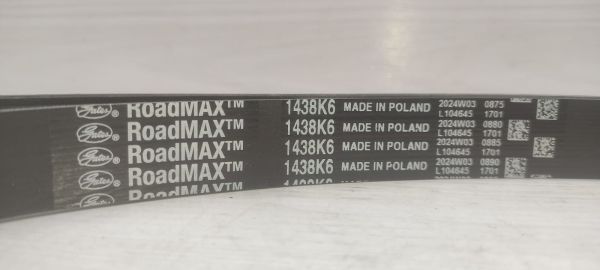 Gates® RoadMAX™ 1438K6 MADE IN POLAND 2024W03 0875
L104645 1701
Gates® RoadMAX™ 1438K6 MADE IN POLAND 2024W03 0880
L104645 1701
Gates® RoadMAX™ 1438K6 MADE IN POLAND 2024W03 0885
L104645 1701
Gates® RoadMAX™ 1438K6 MADE IN POLAND 2024W03 0890
L104645 1701
RoadMAX™ 1438K6